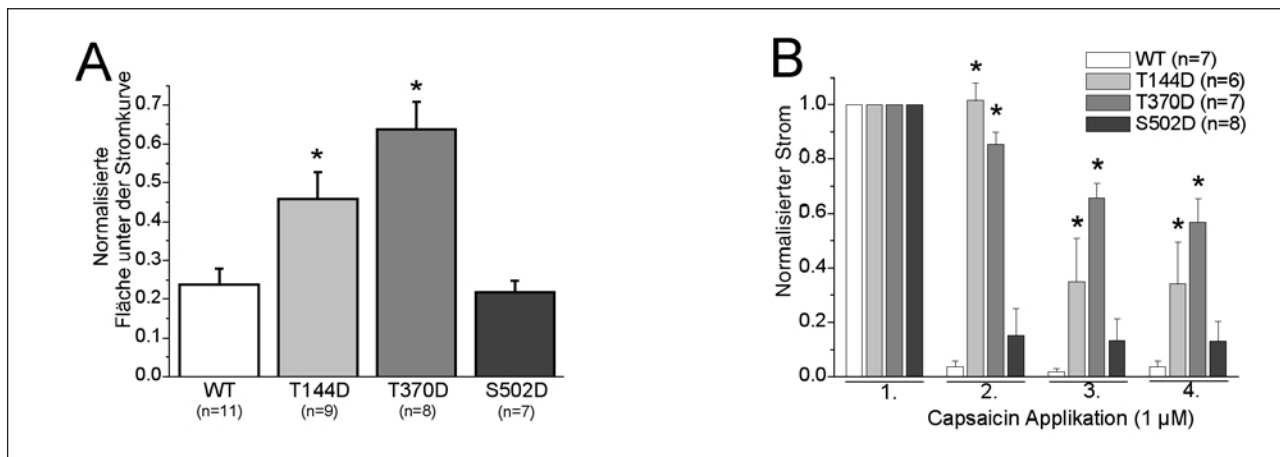 A
Normalisierte
Fläche unter der Stromkurve
0.7
0.6
0.5
0.4
0.3
0.2
0.1
0.0
*
*
WT
T144D
T370D
S502D
(n=11)
(n=9)
(n=8)
(n=7)
B
WT (n=7)
T144D (n=6)
T370D (n=7)
S502D (n=8)
Normalisierter Strom
1.0
0.8
0.6
0.4
0.2
0.0
*
*
*
*
*
*
1.
2.
3.
4.
Capsaicin Applikation (1 µM)